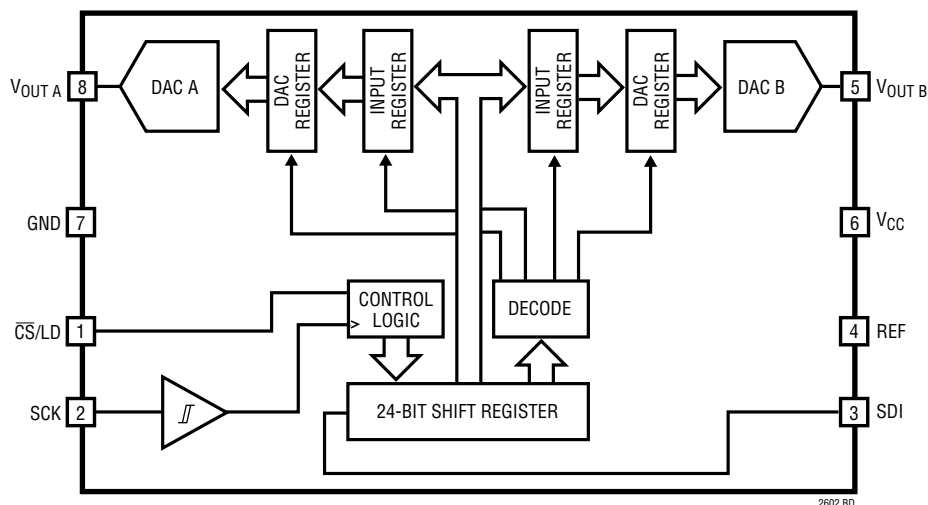 VOUT A
8
DAC A
DAC
REGISTER
INPUT
REGISTER
INPUT
REGISTER
DAC
REGISTER
DAC B
5
VOUT B
GND
7
6
VCC
CS/LD
1
CONTROL
LOGIC
DECODE
4
REF
SCK
2
24-BIT SHIFT REGISTER
3
SDI
2602 BD